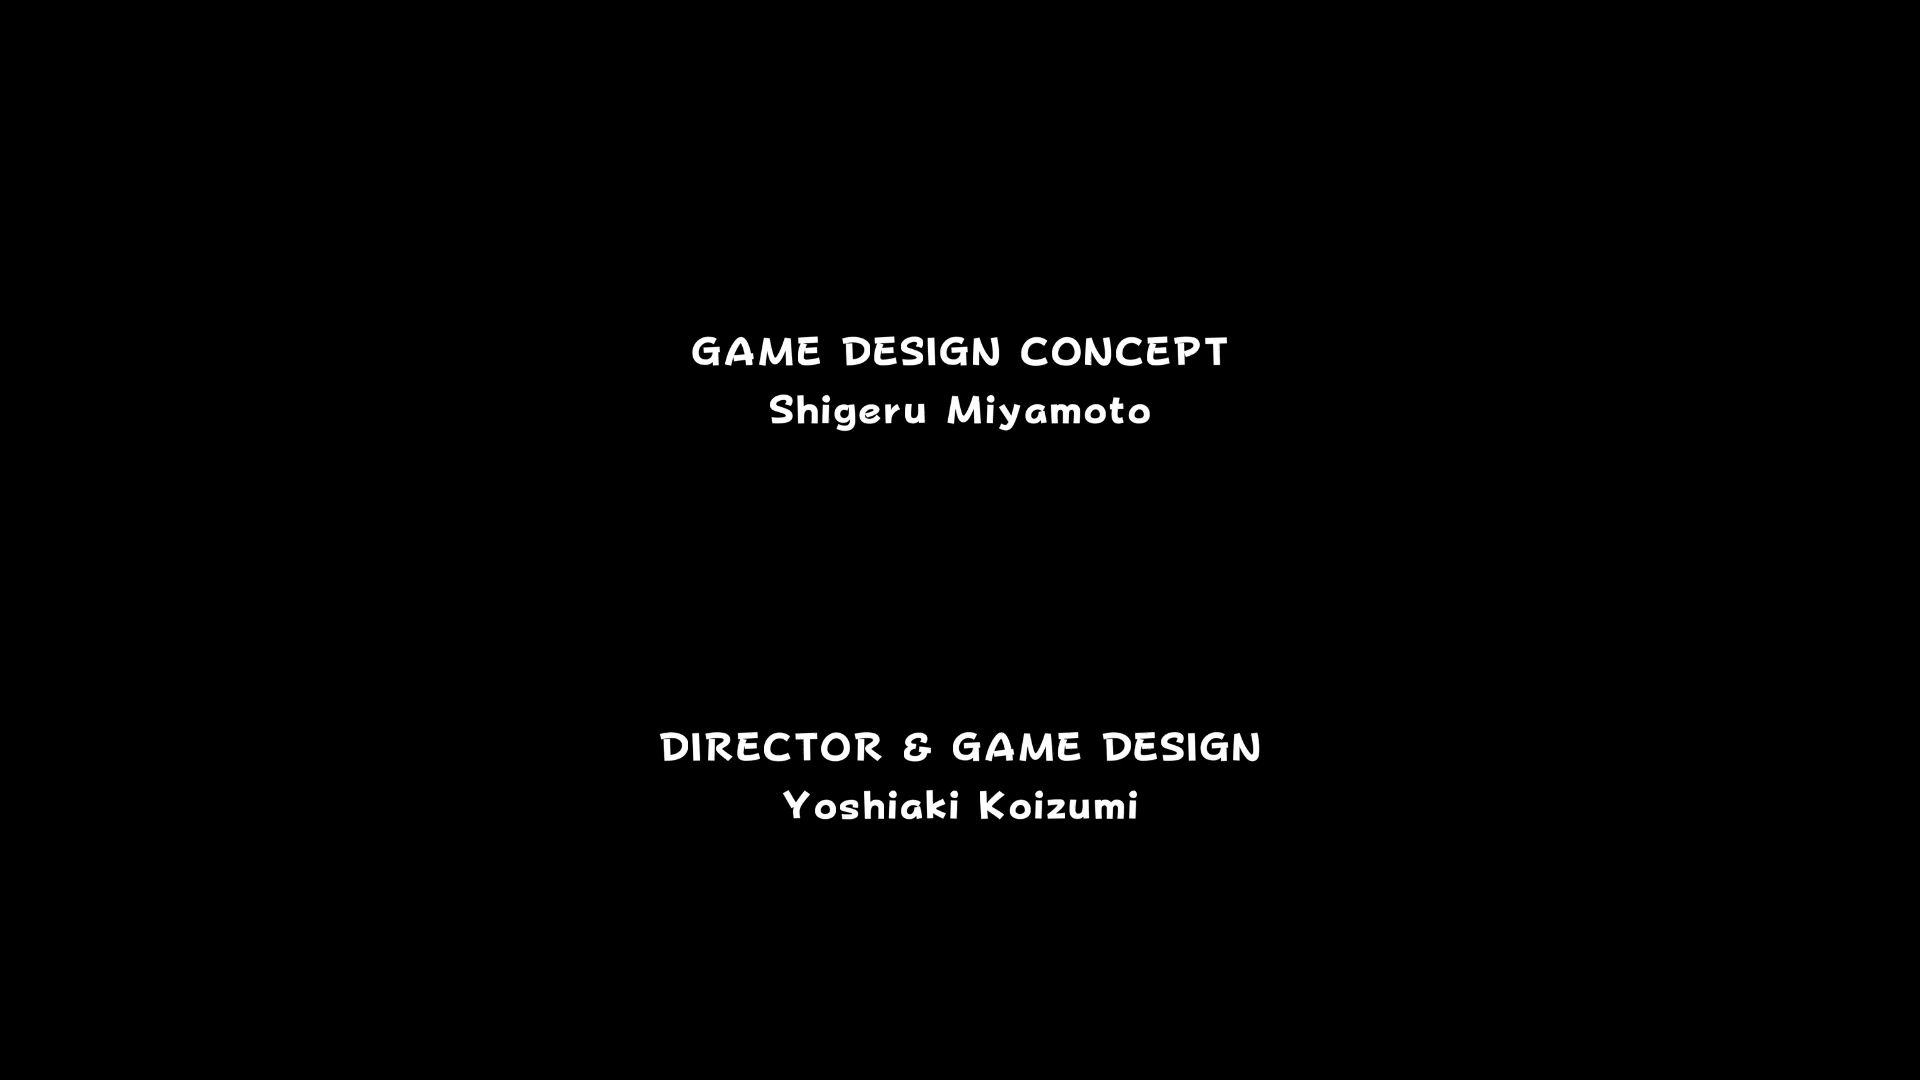 GAME DESIGN CONCEPT
Shigeru Miyamoto
DIRECTOR & GAME DESIGN
Yoshiaki Koizumi